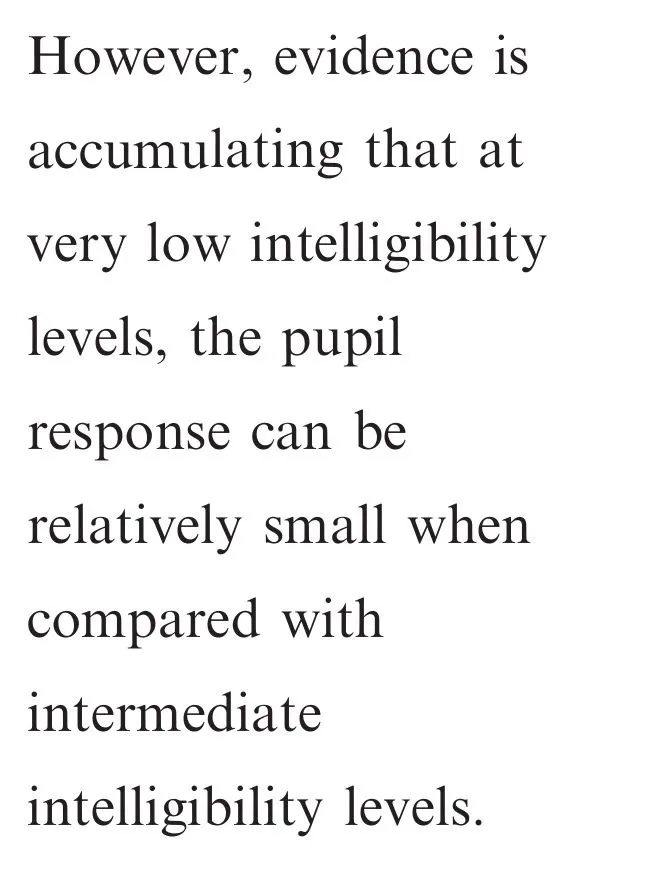 However, evidence is
accumulating that at
very low intelligibility
levels, the pupil
response can be
relatively small when
compared with
intermediate
intelligibility levels.